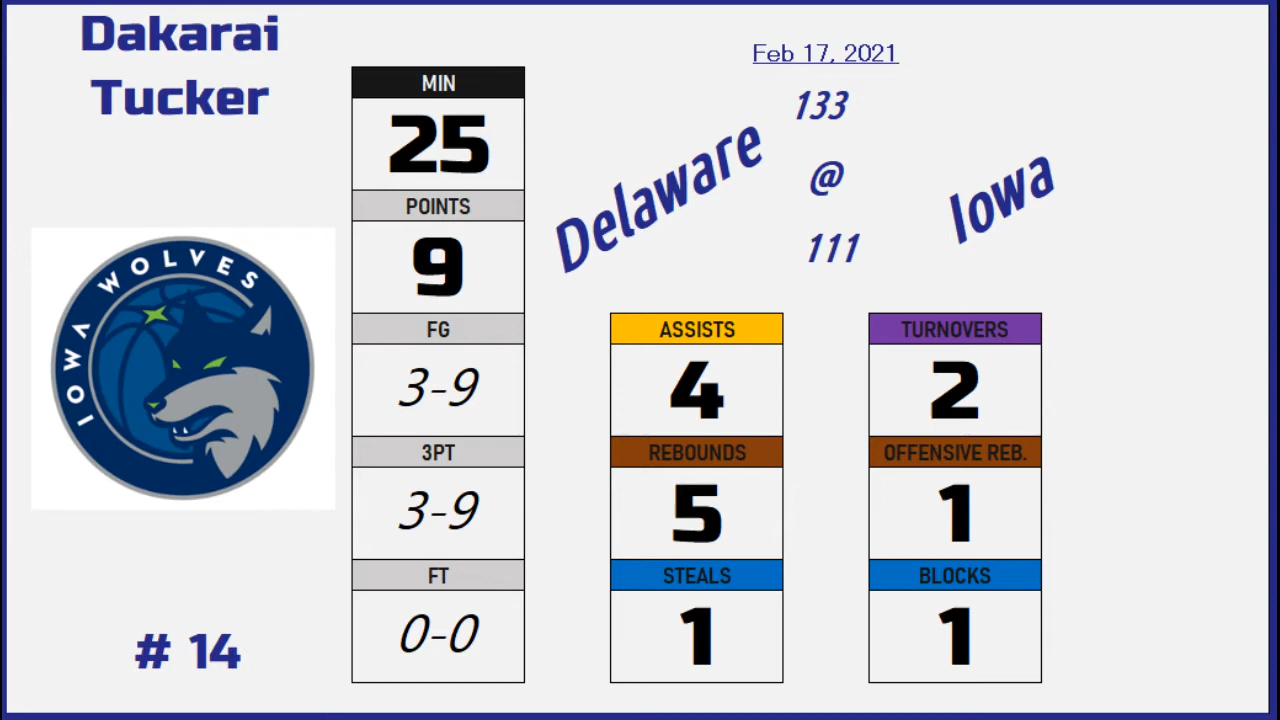 Dakarai
Tucker
IOWA WOLVES
# 14
MIN
25
POINTS
9
FG
3-9
3PT
3-9
FT
0-0
Feb 17, 2021
Delaware
133
@
111
Iowa
ASSISTS
4
REBOUNDS
5
STEALS
1
TURNOVERS
2
OFFENSIVE REB.
1
BLOCKS
1